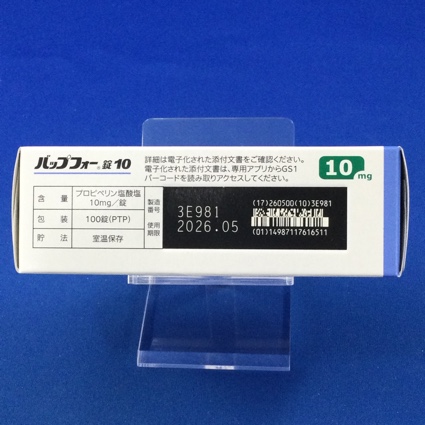 バップフォー®錠10
詳細は電子化された添付文書をご確認ください。
電子化された添付文書は、専用アプリからGS1
バーコードを読み取りアクセスしてください。
10mg
含量 プロピベリン塩酸塩
10mg/錠
包装 100錠(PTP)
貯法 室温保存
製造番号 3E981
使用期限 2026.05
(17)260500(10)3E981
(01)14987117616511